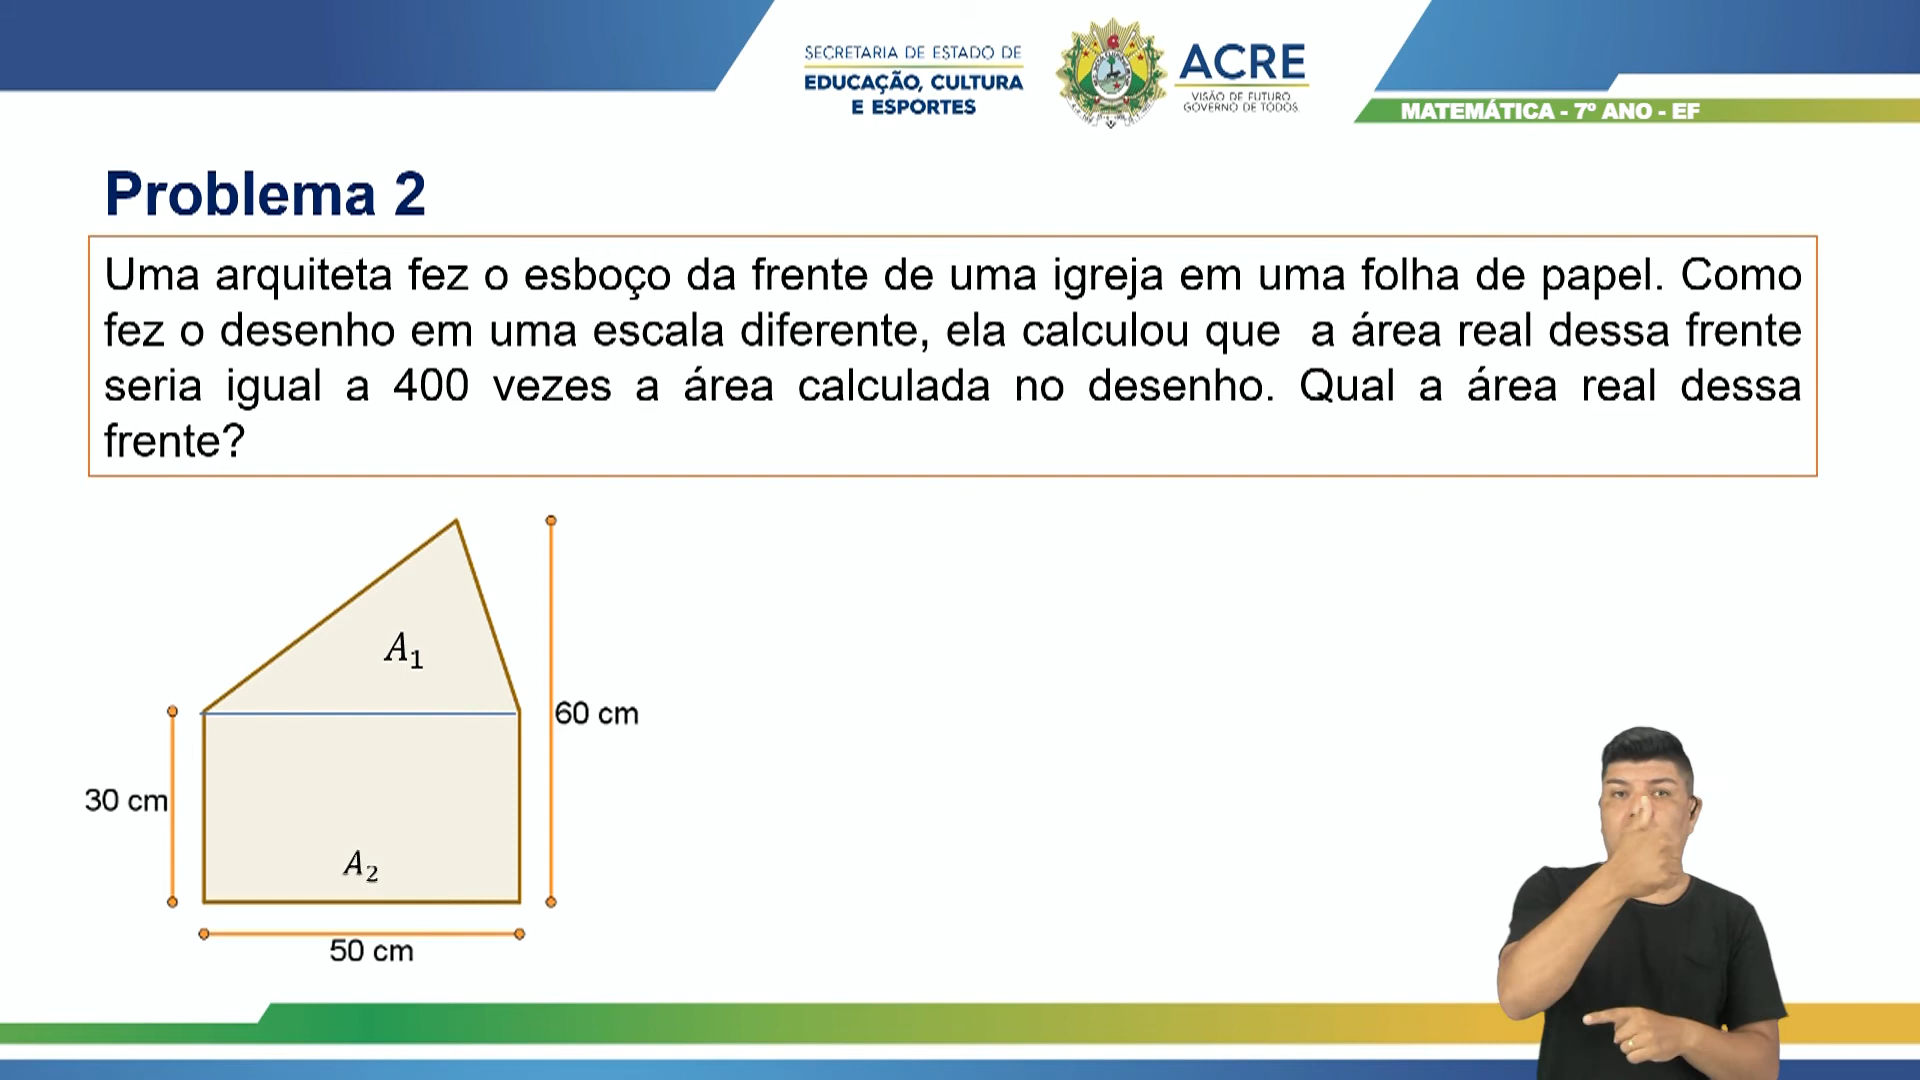 SECRETARIA DE ESTADO DE
EDUCAÇÃO, CULTURA
E ESPORTES
ACRE
VISÃO DE FUTURO
GOVERNO DE TODOS
MATEMÁTICA - 7º ANO - EF
Problema 2
Uma arquiteta fez o esboço da frente de uma igreja em uma folha de papel. Como
fez o desenho em uma escala diferente, ela calculou que a área real dessa frente
seria igual a 400 vezes a área calculada no desenho. Qual a área real dessa
frente?
A₁
60 cm
30 cm
A₂
50 cm